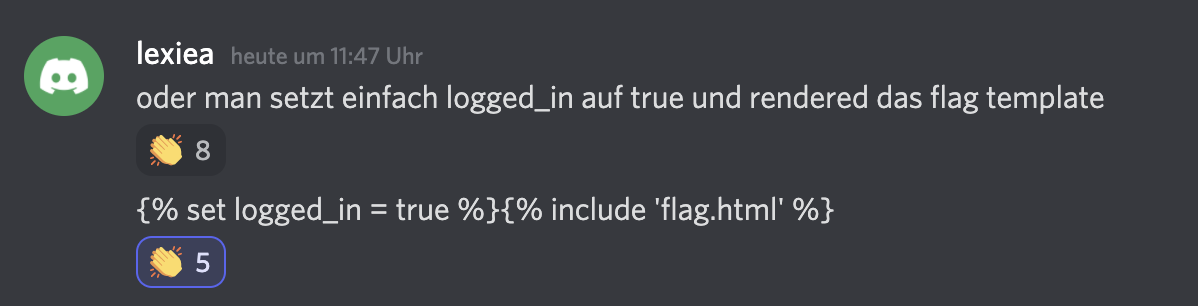 lexiea heute um 11:47 Uhr
oder man setzt einfach logged_in auf true und rendered das flag template
8
{% set logged_in = true %}{% include 'flag.html' %}
5